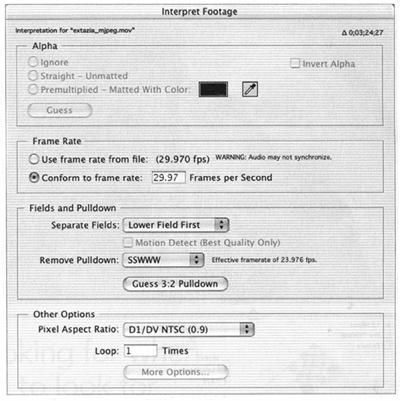 Interpret Footage
Interpretation for "extazia_mjpeg.mov"
Δ 0;03;24;27
Alpha
Ignore
Invert Alpha
Straight - Unmatted
Premultiplied - Matted With Color:
Guess
Frame Rate
Use frame rate from file: (29.970 fps) WARNING: Audio may not synchronize.
Conform to frame rate: 29.97 Frames per Second
Fields and Pulldown
Separate Fields: Lower Field First
Motion Detect (Best Quality Only)
Remove Pulldown: SSWWW Effective framerate of 23.976 fps.
Guess 3:2 Pulldown
Other Options
Pixel Aspect Ratio: D1/DV NTSC (0.9)
Loop: 1 Times
More Options...